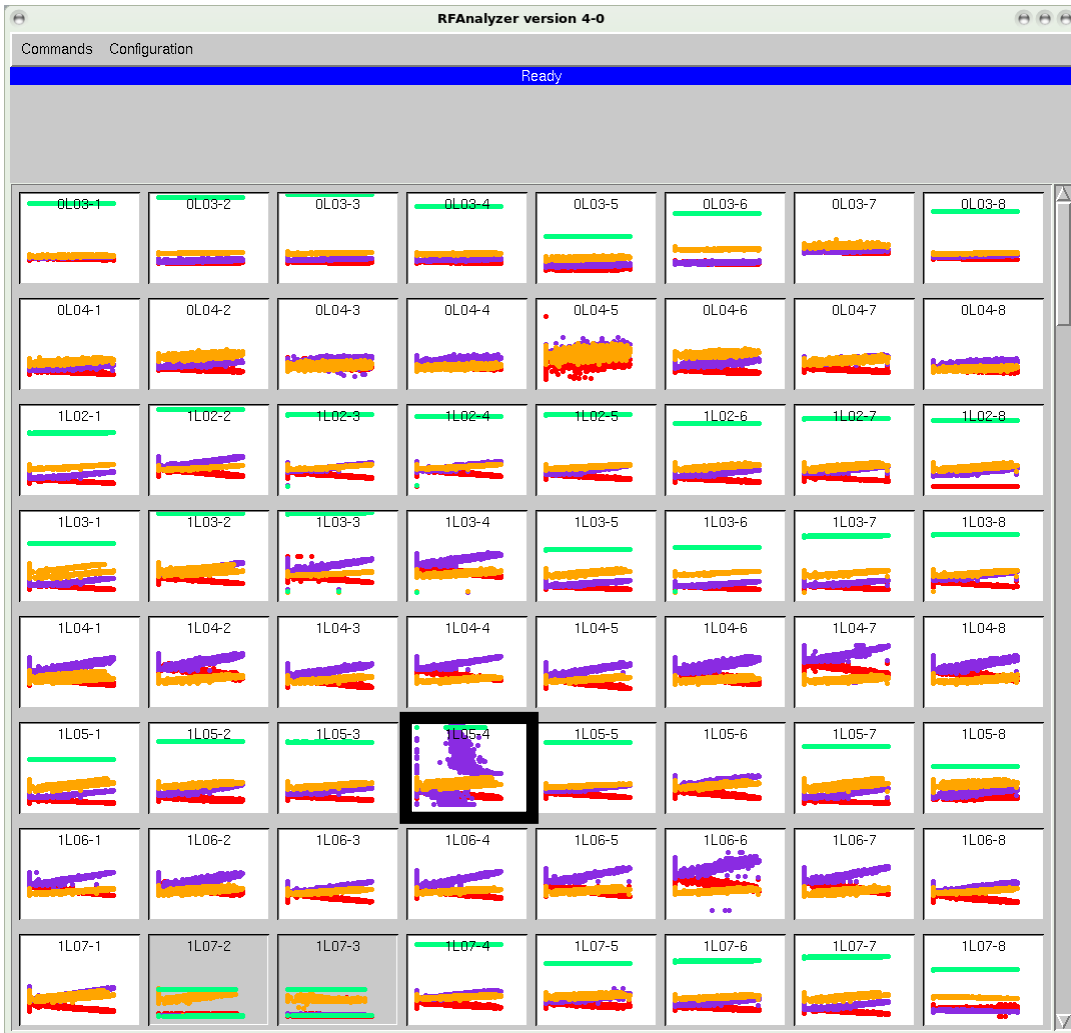 RFAnalyzer version 4-0
Commands Configuration
Ready
0L03-1 0L03-2 0L03-3 0L03-4 0L03-5 0L03-6 0L03-7 0L03-8
0L04-1 0L04-2 0L04-3 0L04-4 0L04-5 0L04-6 0L04-7 0L04-8
1L02-1 1L02-2 1L02-3 1L02-4 1L02-5 1L02-6 1L02-7 1L02-8
1L03-1 1L03-2 1L03-3 1L03-4 1L03-5 1L03-6 1L03-7 1L03-8
1L04-1 1L04-2 1L04-3 1L04-4 1L04-5 1L04-6 1L04-7 1L04-8
1L05-1 1L05-2 1L05-3 1L05-4 1L05-5 1L05-6 1L05-7 1L05-8
1L06-1 1L06-2 1L06-3 1L06-4 1L06-5 1L06-6 1L06-7 1L06-8
1L07-1 1L07-2 1L07-3 1L07-4 1L07-5 1L07-6 1L07-7 1L07-8